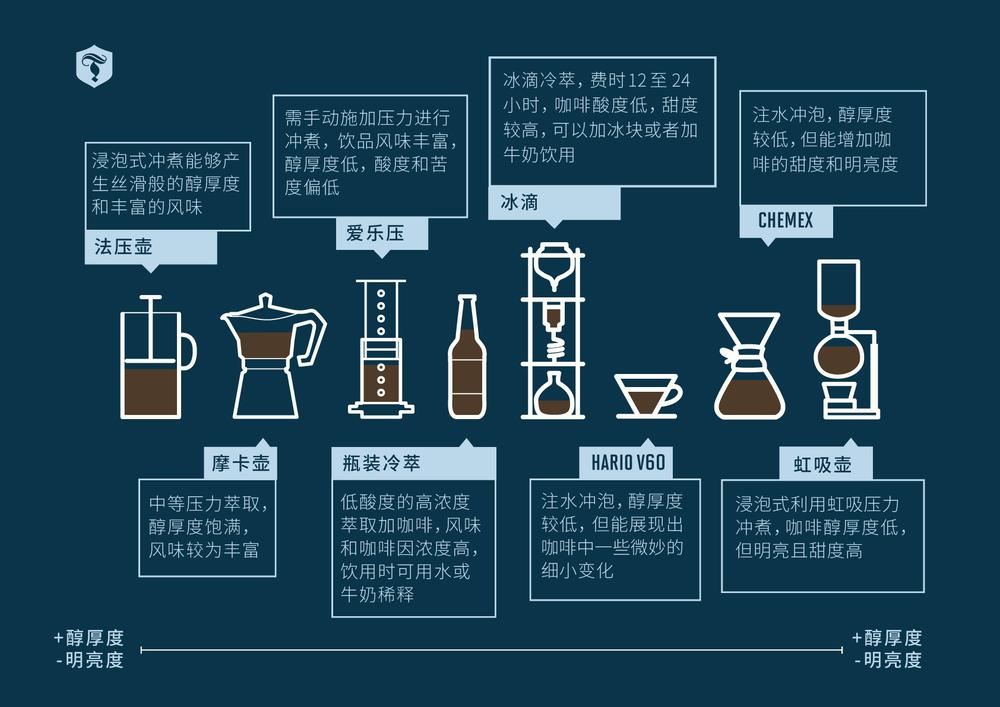 浸泡式冲煮能够产
生丝滑般的醇厚度
和丰富的风味
法压壶
需手动施加压力进行
冲煮，饮品风味丰富，
醇厚度低，酸度和苦
度偏低
爱乐压
冰滴冷萃，费时12至24
小时，咖啡酸度低，甜度
较高，可以加冰块或者加
牛奶饮用
冰滴
注水冲泡，醇厚度
较低，但能增加咖
啡的甜度和明亮度
CHEMEX
摩卡壶
中等压力萃取，
醇厚度饱满，
风味较为丰富
瓶装冷萃
低酸度的高浓度
萃取加咖啡，风味
和咖啡因浓度高，
饮用时可用水或
牛奶稀释
HARIO V60
注水冲泡，醇厚度
较低，但能展现出
咖啡中一些微妙的
细小变化
虹吸壶
浸泡式利用虹吸压力
冲煮，咖啡醇厚度低，
但明亮且甜度高
+醇厚度
-明亮度
+醇厚度
-明亮度